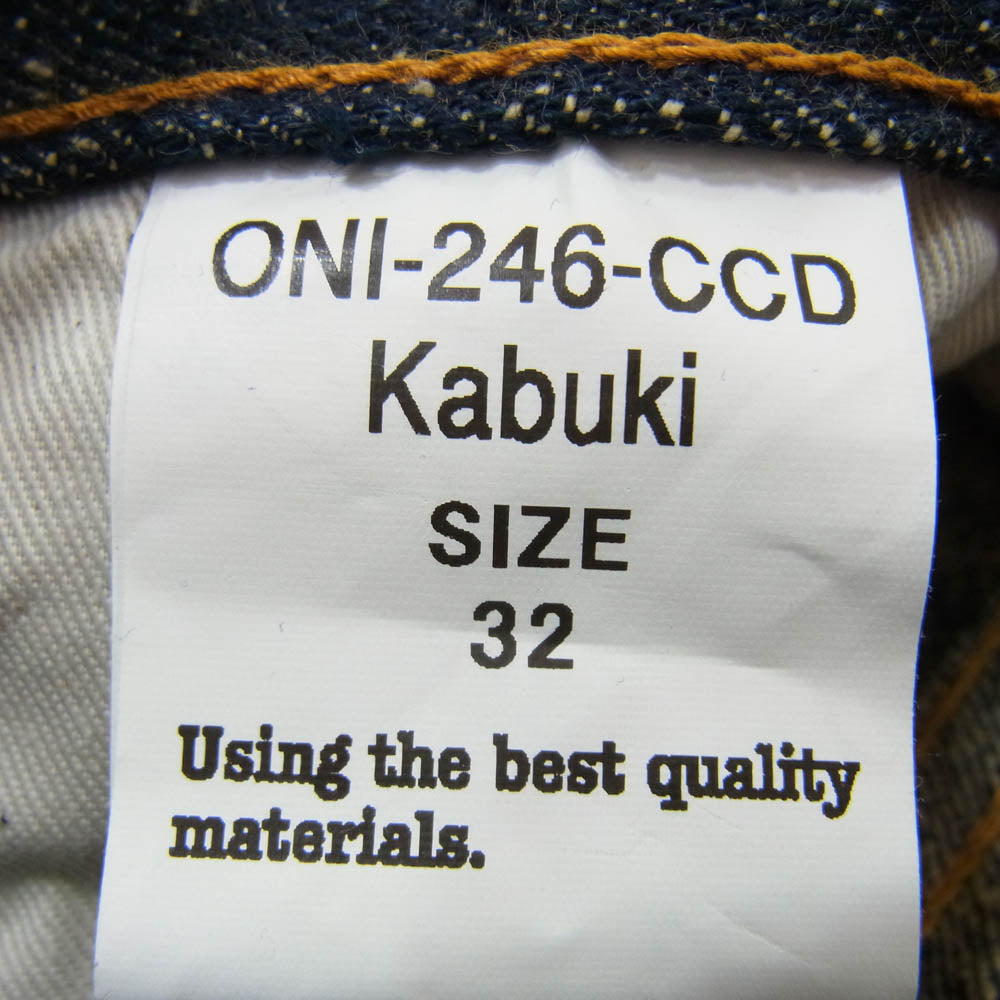 ONI-246-CCD
Kabuki
SIZE
32
Using the best quality
materials.